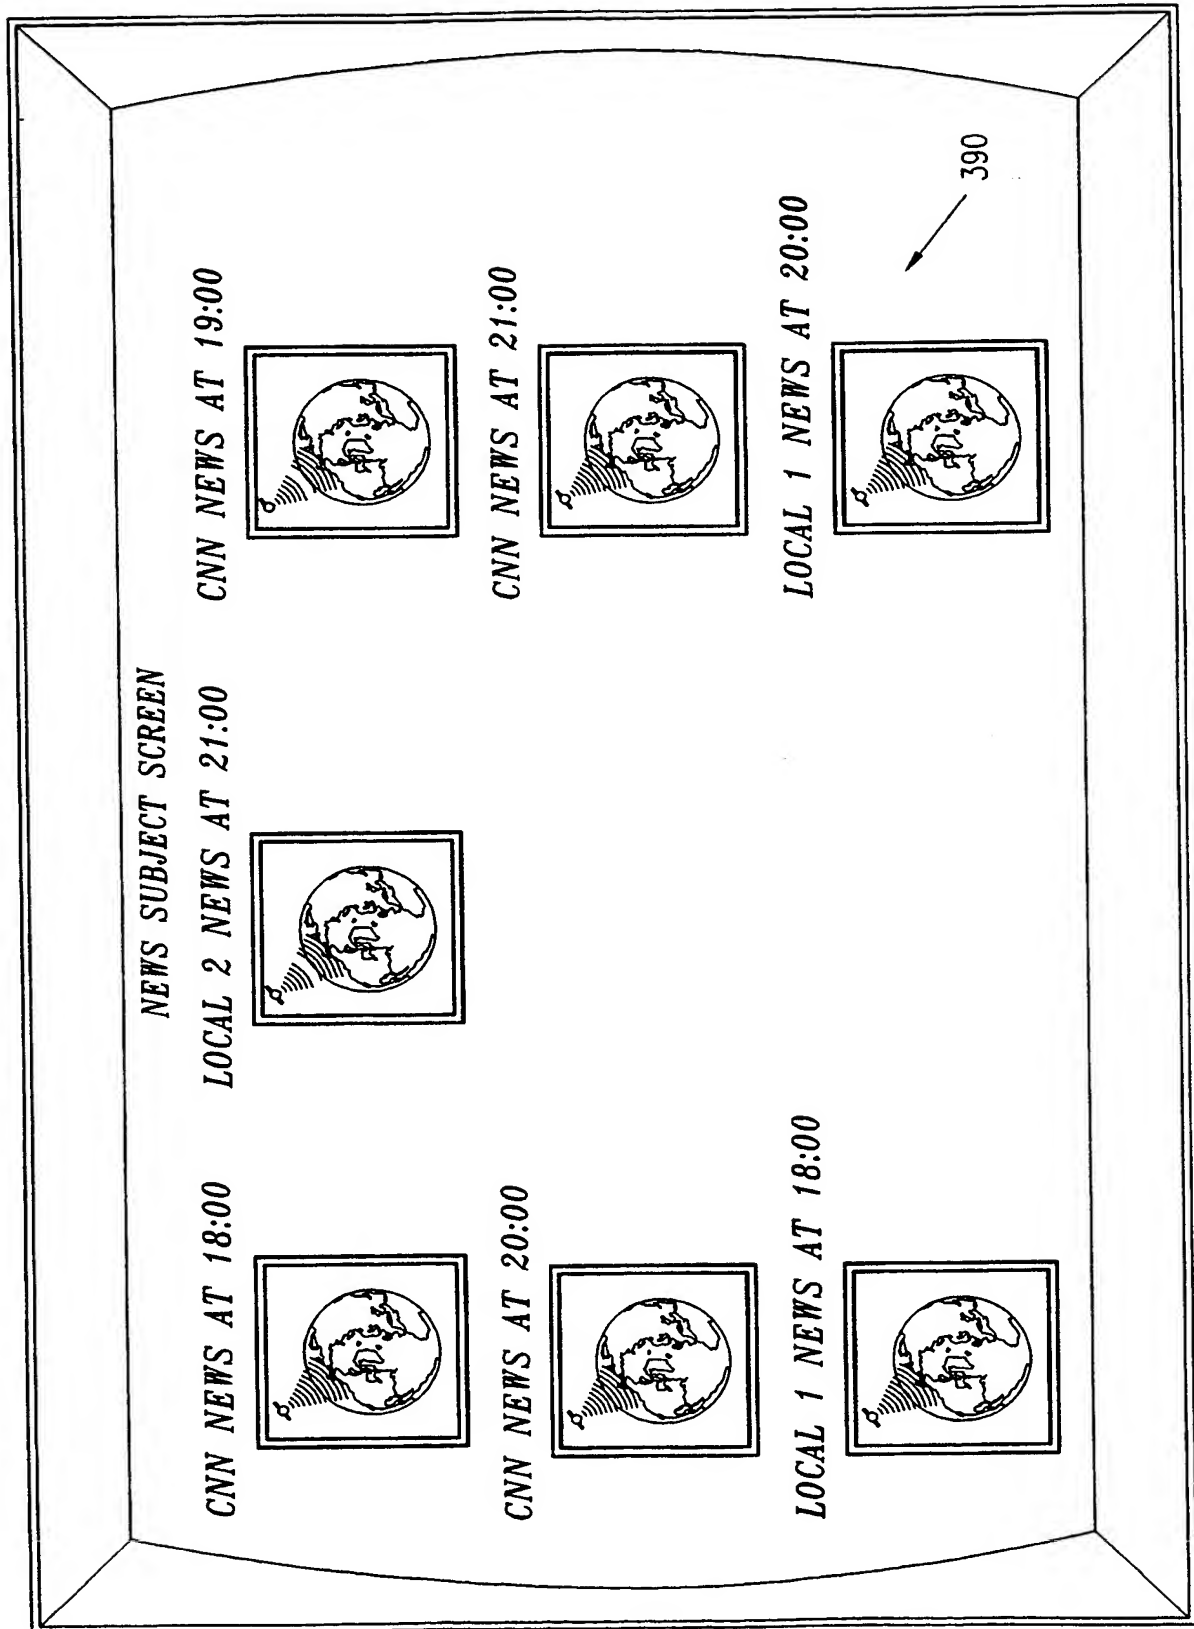 NEWS SUBJECT SCREEN
CNN NEWS AT 18:00
LOCAL 2 NEWS AT 21:00
CNN NEWS AT 19:00
CNN NEWS AT 20:00
CNN NEWS AT 21:00
LOCAL 1 NEWS AT 18:00
LOCAL 1 NEWS AT 20:00
390